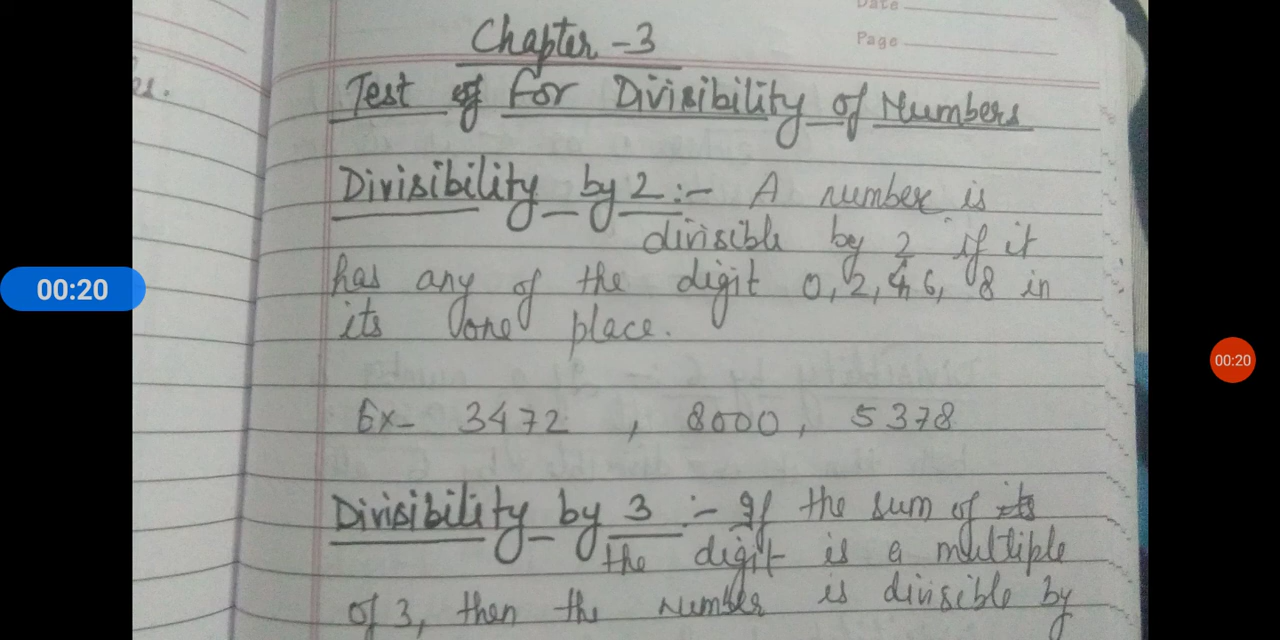 Date
Page
Chapter -3
Test of for Divisibility of Numbers
Divisibility by 2 :- A number is
divisible by 2 if it
has any of the digit 0, 2, 4, 6, 8 in
its one place.
00:20
00:20
Ex- 3472 , 8000, 5378
Divisibility by 3 :- If the sum of its
the digit is a multiple
of 3, then the number is divisible by